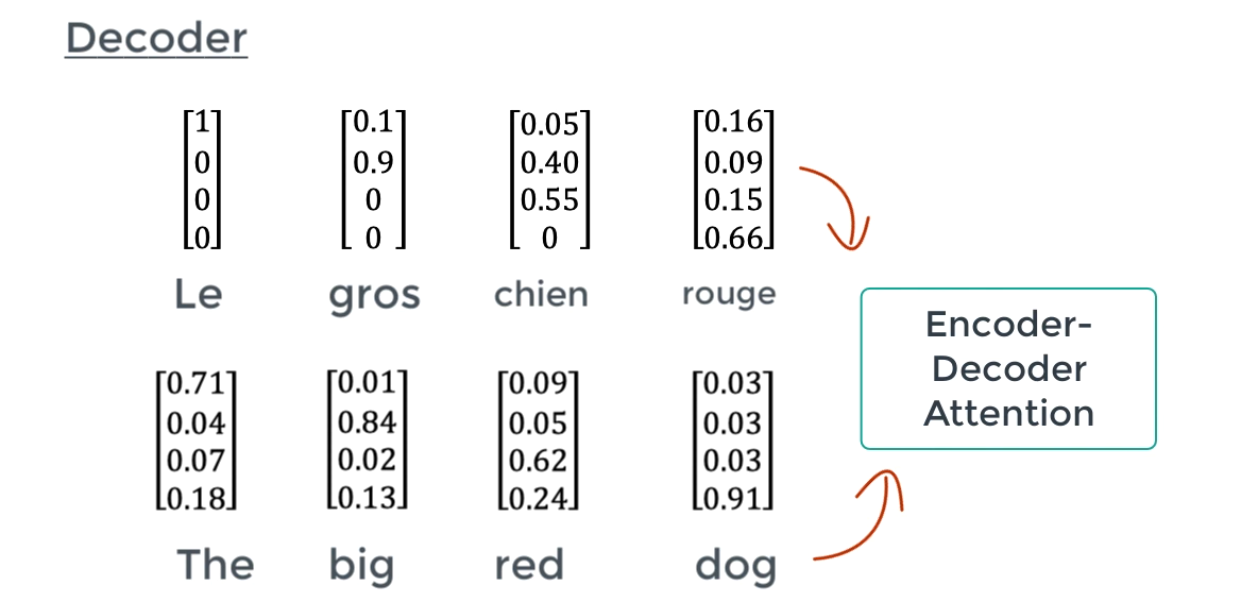 Decoder
[1 0 0 0] [0.1 0.9 0 0] [0.05 0.40 0.55 0] [0.16 0.09 0.15 0.66]
Le gros chien rouge
[0.71 0.04 0.07 0.18] [0.01 0.84 0.02 0.13] [0.09 0.05 0.62 0.24] [0.03 0.03 0.03 0.91]
The big red dog
Encoder-
Decoder
Attention